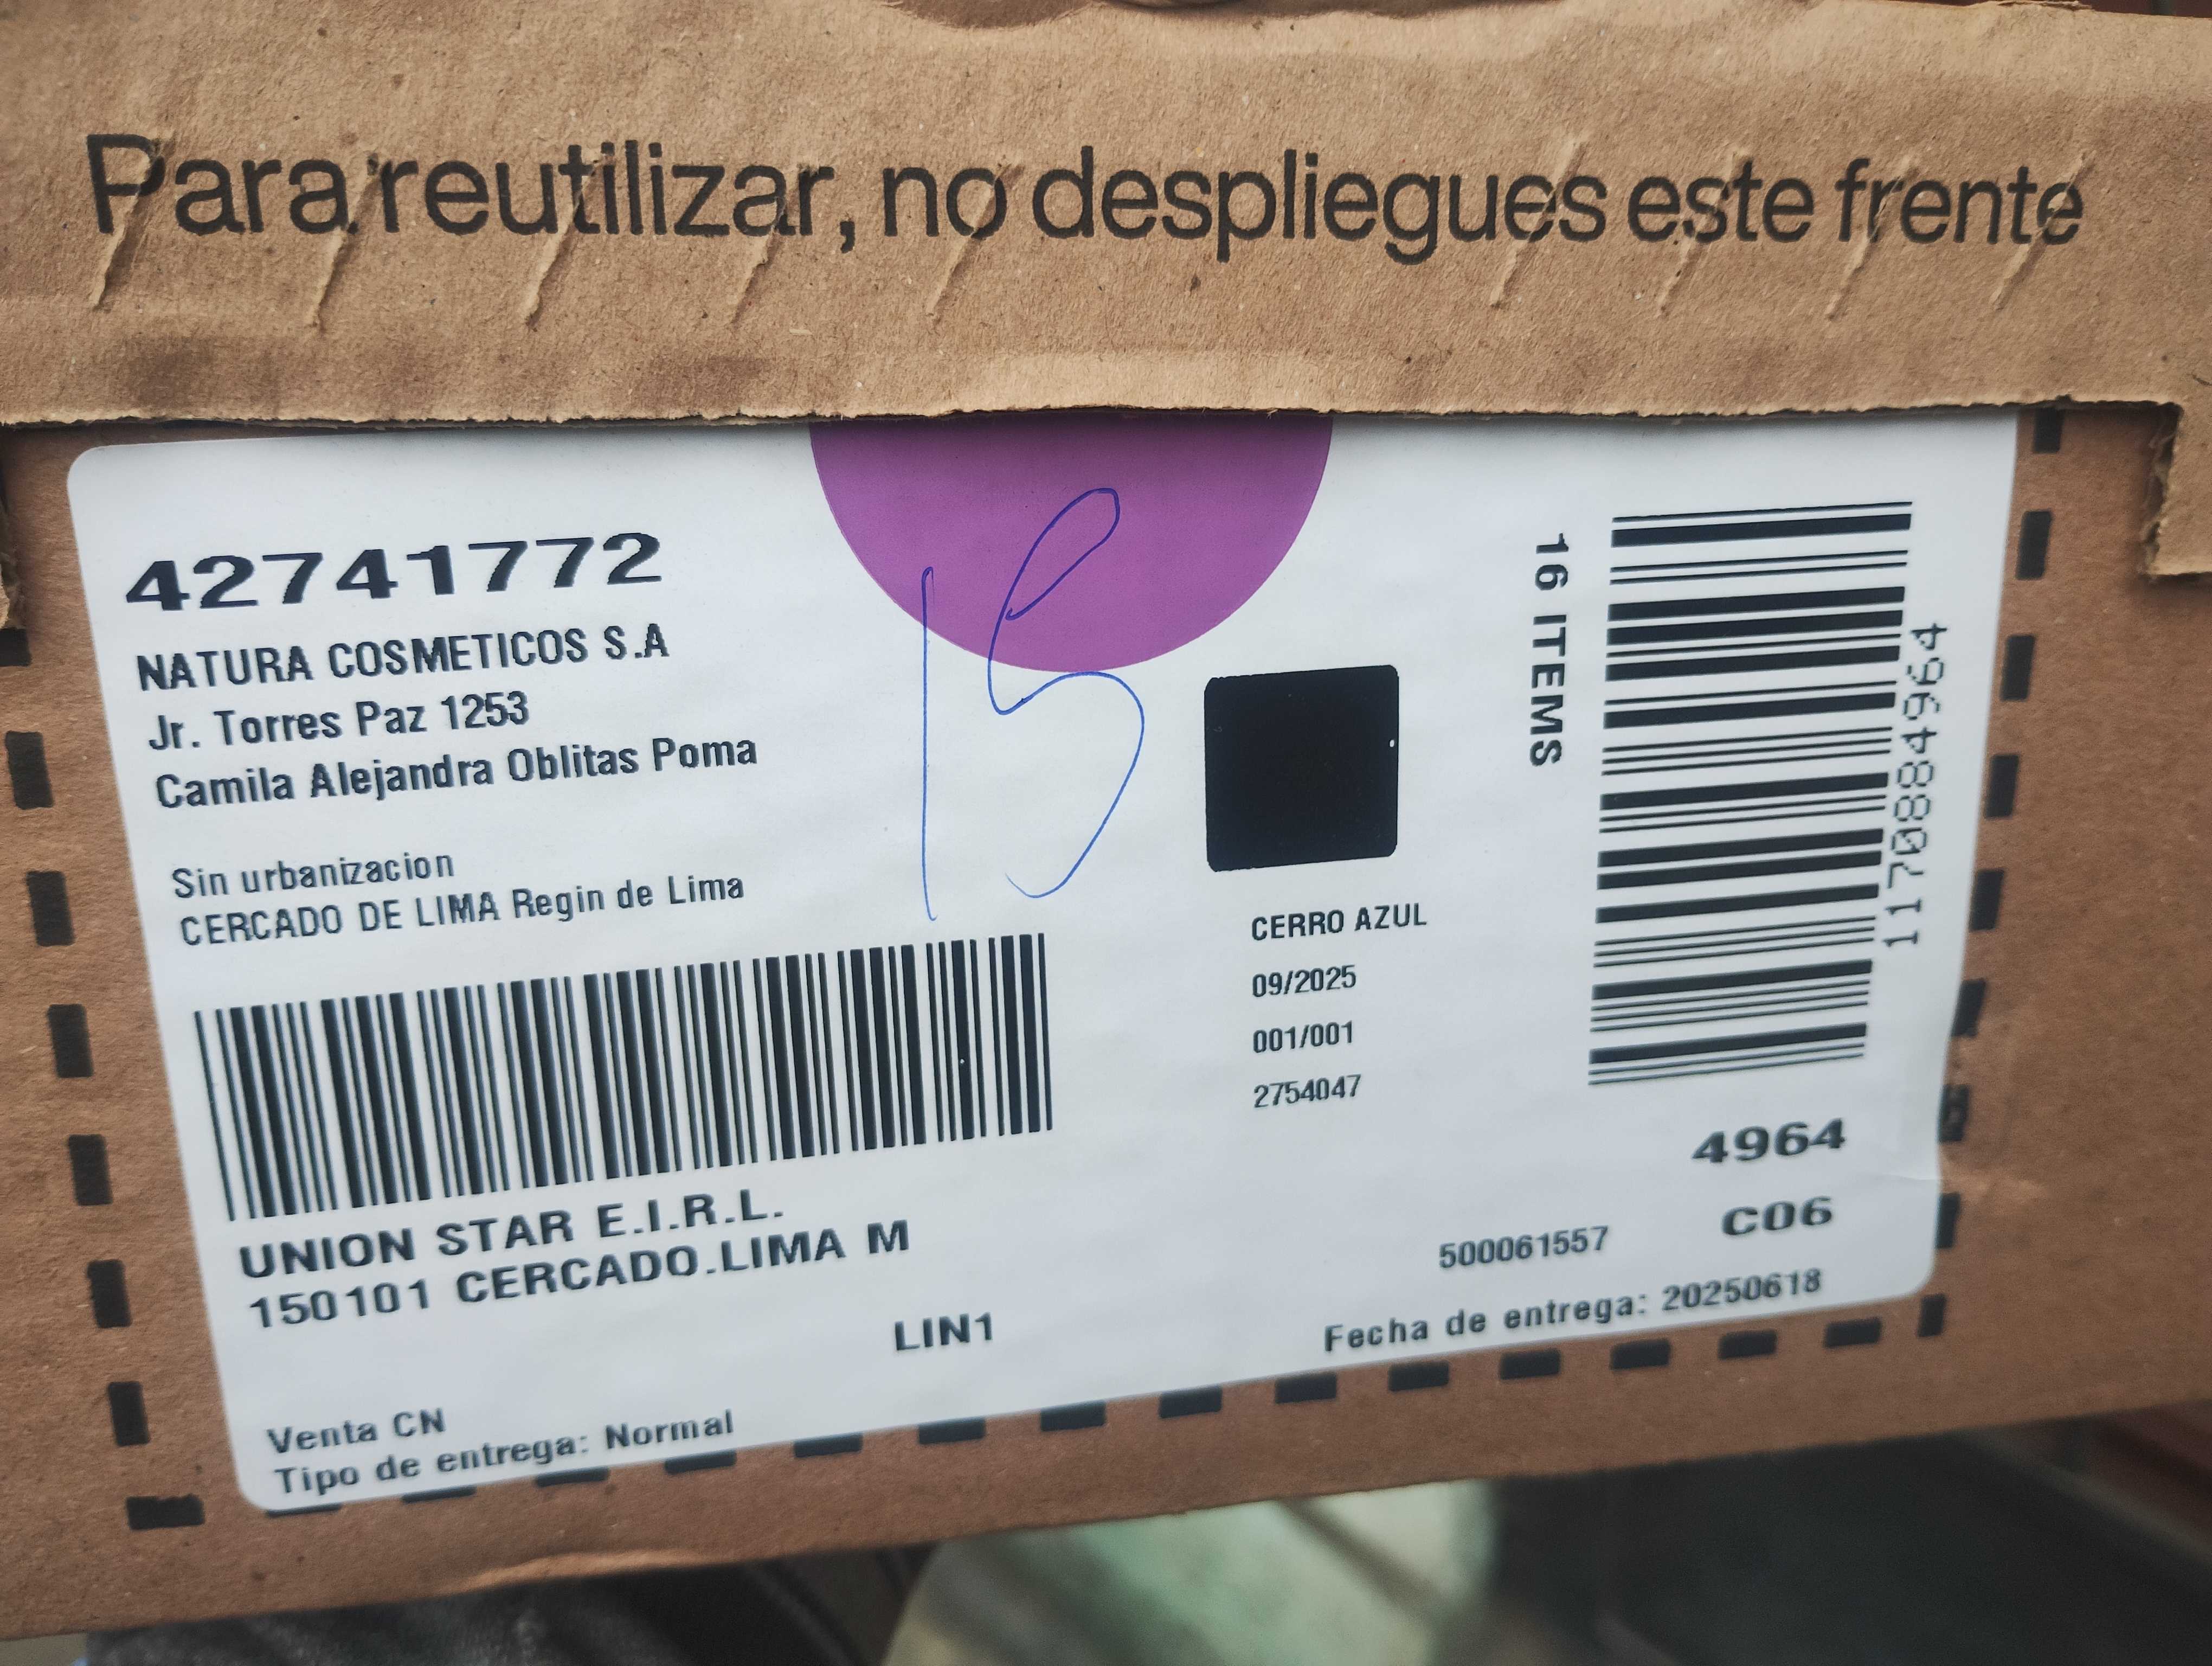 Para reutilizar, no despliegues este frente
42741772
NATURA COSMETICOS S.A
Jr. Torres Paz 1253
Camila Alejandra Oblitas Poma
Sin urbanizacion
CERCADO DE LIMA Regin de Lima
UNION STAR E.I.R.L.
150101 CERCADO.LIMA M
LIN1
Venta CN
Tipo de entrega: Normal
15
CERRO AZUL
09/2025
001/001
2754047
16 ITEMS
1170884964
4964
C06
500061557
Fecha de entrega: 20250618